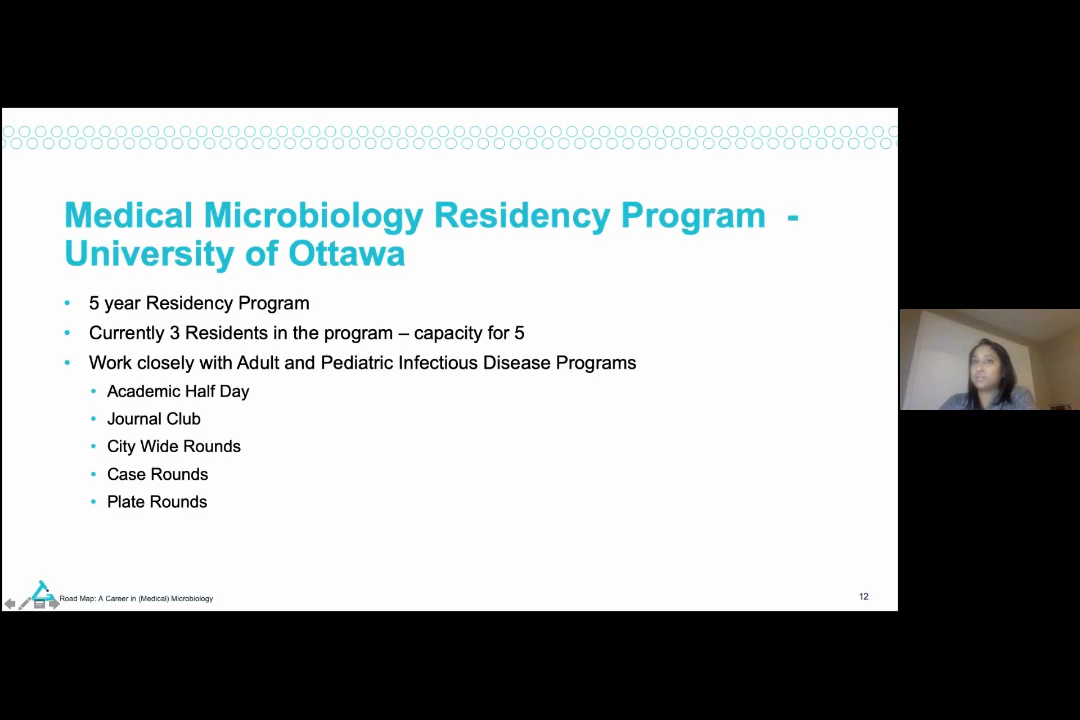 Medical Microbiology Residency Program  -
University of Ottawa
• 5 year Residency Program
• Currently 3 Residents in the program – capacity for 5
• Work closely with Adult and Pediatric Infectious Disease Programs
• Academic Half Day
• Journal Club
• City Wide Rounds
• Case Rounds
• Plate Rounds
Road Map: A Career in (Medical) Microbiology
12